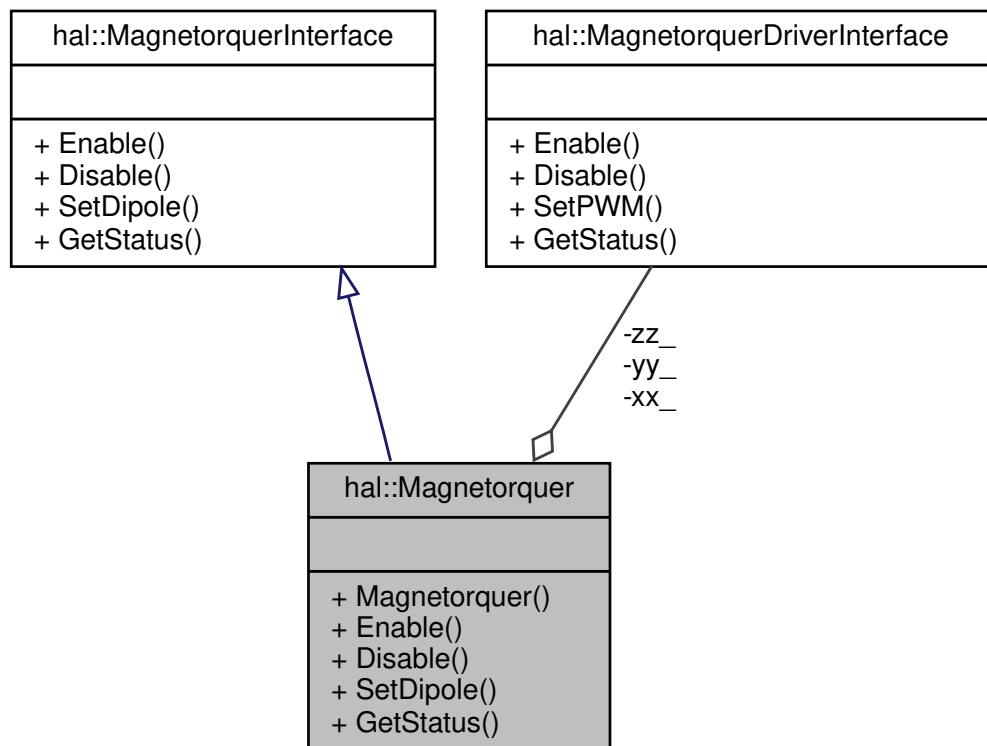 hal::MagnetorquerInterface
+ Enable()
+ Disable()
+ SetDipole()
+ GetStatus()
hal::MagnetorquerDriverInterface
+ Enable()
+ Disable()
+ SetPWM()
+ GetStatus()
-zz_
-yy_
-xx_
hal::Magnetorquer
+ Magnetorquer()
+ Enable()
+ Disable()
+ SetDipole()
+ GetStatus()